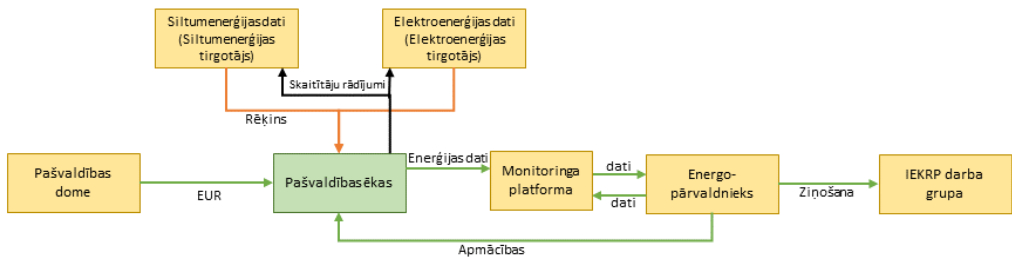 Siltumenerģijas dati
(Siltumenerģijas
tirgotājs)
Elektroenerģijas dati
(Elektroenerģijas
tirgotājs)
Skaitītāju rādījumi
Rēķins
Pašvaldības
dome
EUR
Pašvaldības ēkas
Enerģijas dati
Monitoringa
platforma
dati
dati
Energo-
pārvaldnieks
Ziņošana
IEKRP darba
grupa
Apmācības